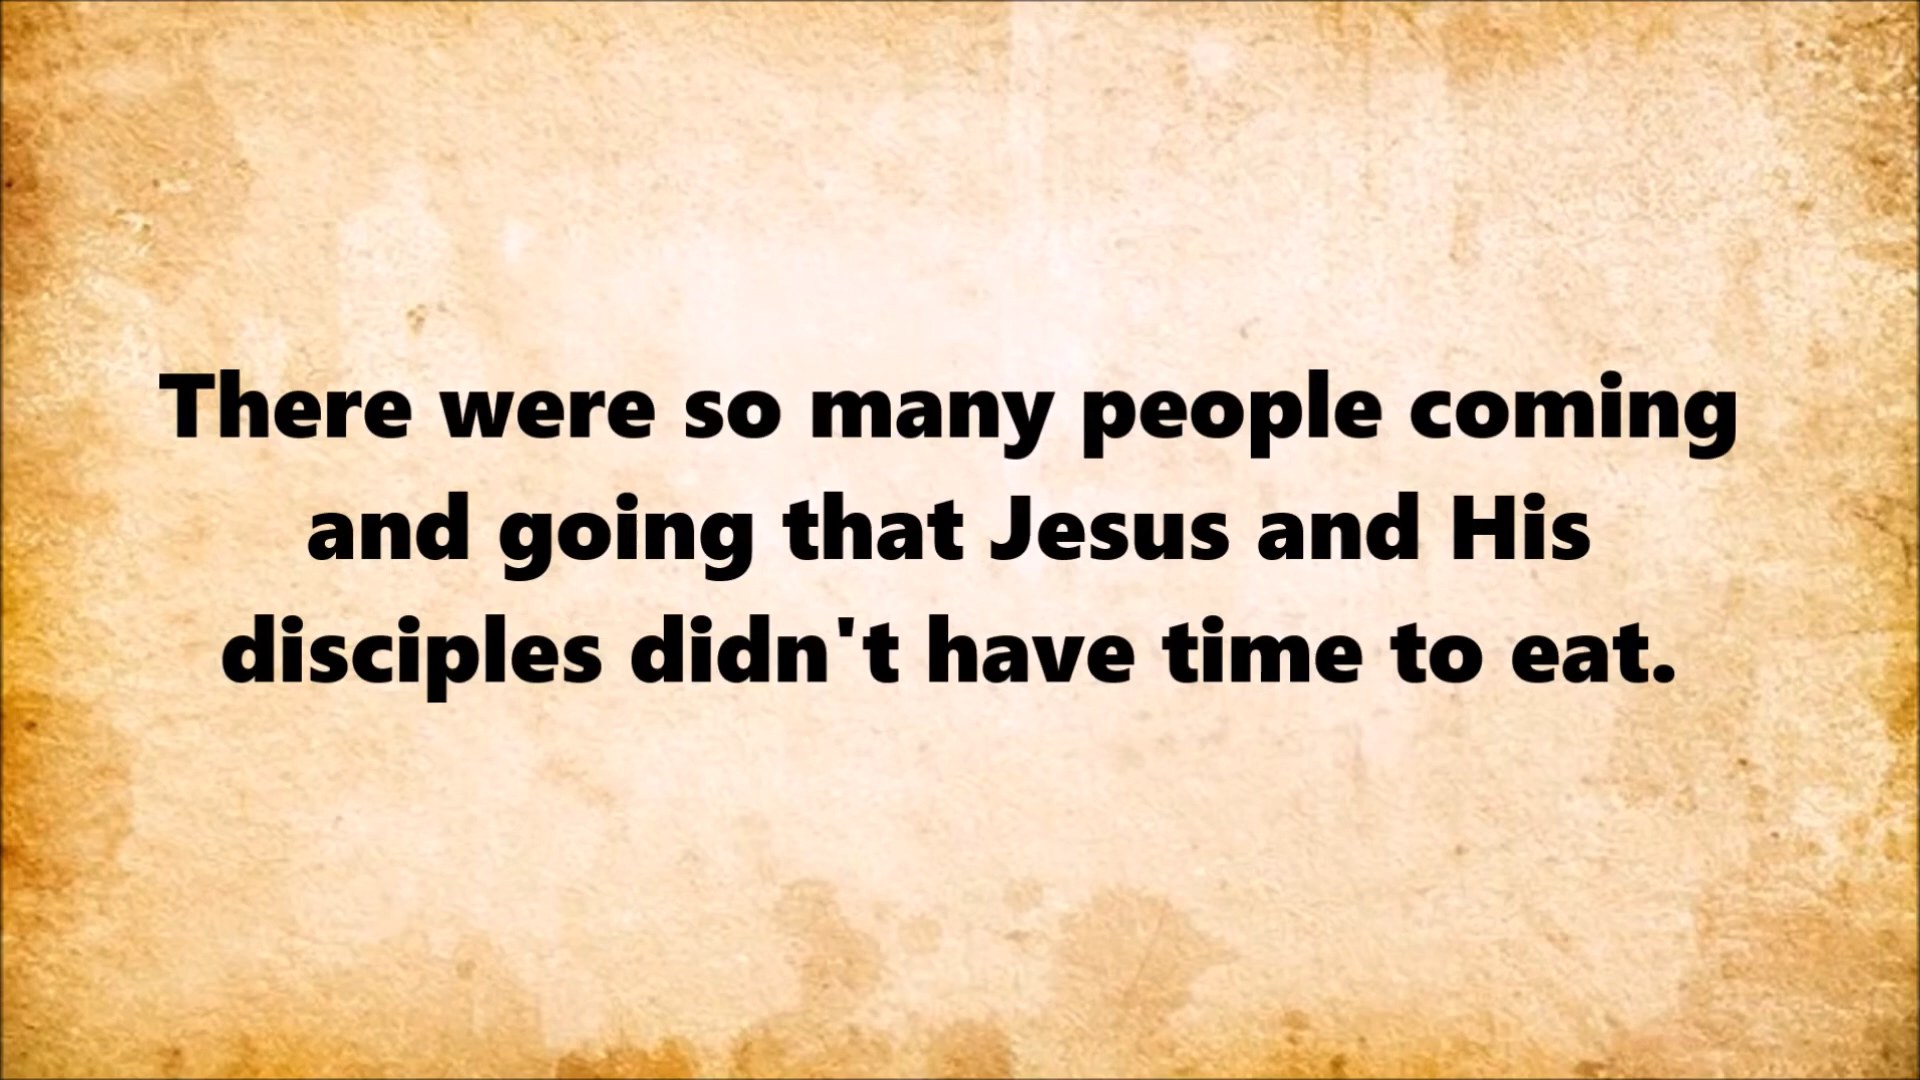 There were so many people coming
and going that Jesus and His
disciples didn't have time to eat.